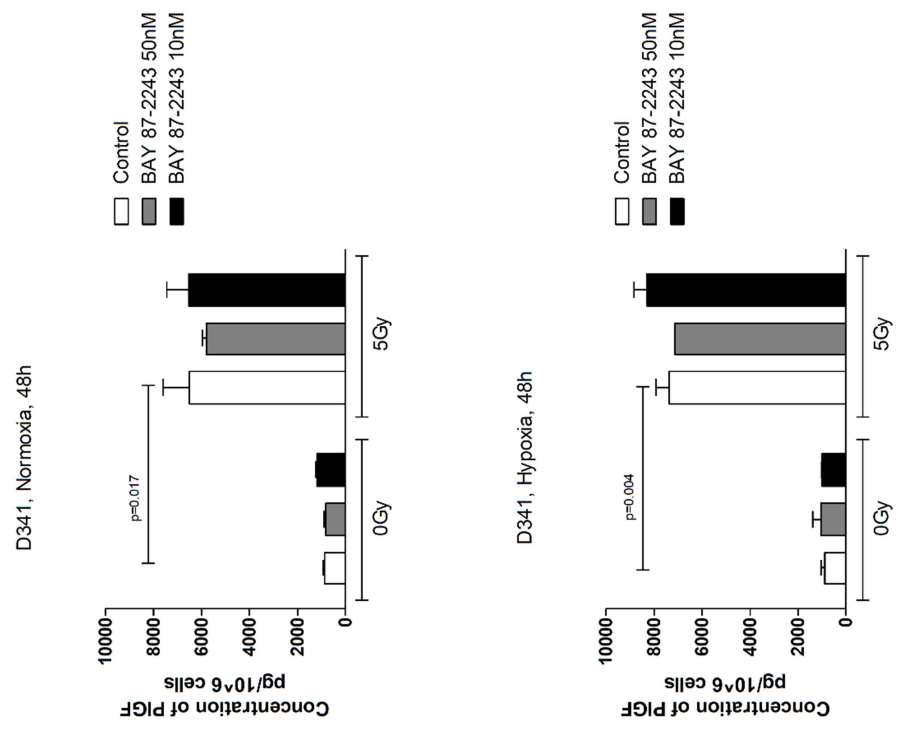 D341, Normoxia, 48h
Control
BAY 87-2243 50nM
BAY 87-2243 10nM
Concentration of PlGF
pg/10^6 cells
10000
8000
6000
4000
2000
0
p=0.017
0Gy
5Gy
D341, Hypoxia, 48h
Control
BAY 87-2243 50nM
BAY 87-2243 10nM
Concentration of PlGF
pg/10^6 cells
10000
8000
6000
4000
2000
0
p=0.004
0Gy
5Gy